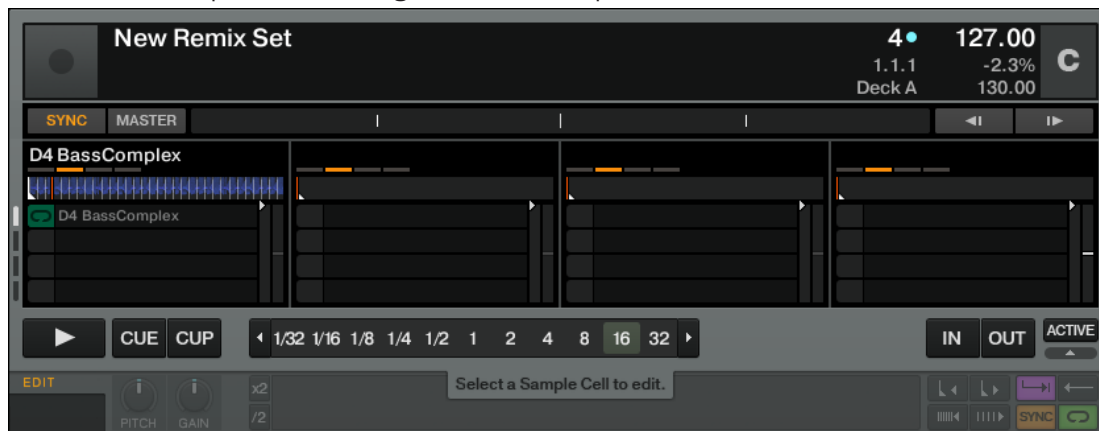 New Remix Set 4 127.00
1.1.1 -2.3% C
Deck A 130.00
SYNC MASTER
D4 BassComplex
D4 BassComplex
CUE CUP 1/32 1/16 1/8 1/4 1/2 1 2 4 8 16 32 IN OUT ACTIVE
EDIT Select a Sample Cell to edit.
x2
PITCH GAIN /2 SYNC